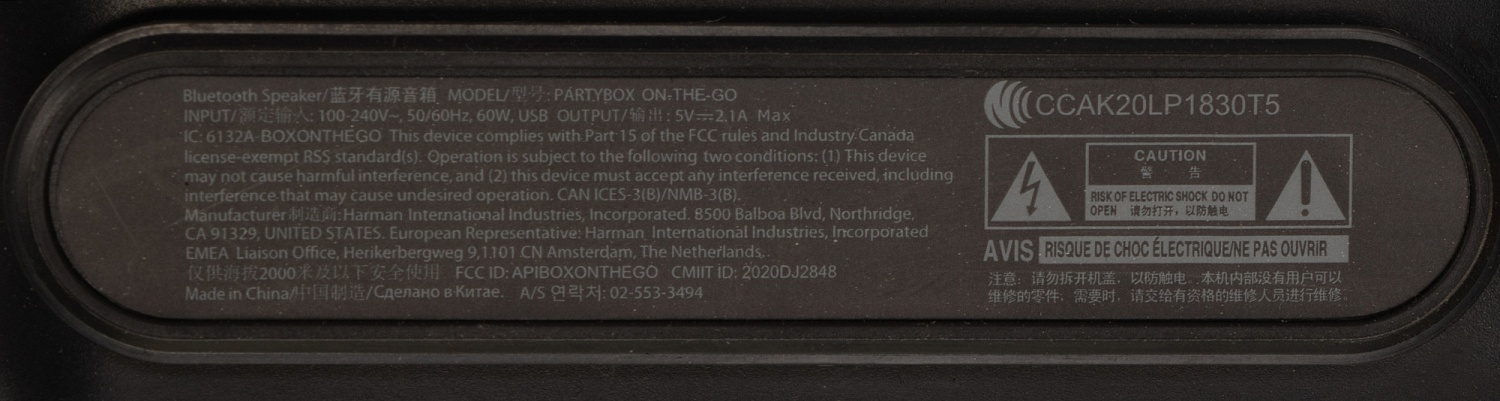 Bluetooth Speaker/蓝牙有源音箱 MODEL/型号: PARTYBOX ON-THE-GO
INPUT/额定输入: 100-240V~, 50/60Hz, 60W, USB OUTPUT/输出: 5V⎓2.1A Max
IC: 6132A-BOXONTHEGO This device complies with Part 15 of the FCC rules and Industry Canada
license-exempt RSS standard(s). Operation is subject to the following two conditions: (1) This device
may not cause harmful interference, and (2) this device must accept any interference received, including
interference that may cause undesired operation. CAN ICES-3(B)/NMB-3(B).
Manufacturer制造商:Harman International Industries, Incorporated. 8500 Balboa Blvd, Northridge,
CA 91329, UNITED STATES. European Representative: Harman International Industries, Incorporated
EMEA Liaison Office, Herikerbergweg 9,1101 CN Amsterdam, The Netherlands.
仅供海拔2000米及以下安全使用 FCC ID: APIBOXONTHEGO CMIIT ID: 2020DJ2848
Made in China/中国制造/Сделано в Китае. A/S 연락처: 02-553-3494
CCAK20LP1830T5
CAUTION
警 告
RISK OF ELECTRIC SHOCK DO NOT
OPEN 请勿打开，以防触电
AVIS RISQUE DE CHOC ÉLECTRIQUE/NE PAS OUVRIR
注意: 请勿拆开机盖，以防触电。本机内部没有用户可以
维修的零件；需要时，请交给有资格的维修人员进行维修。